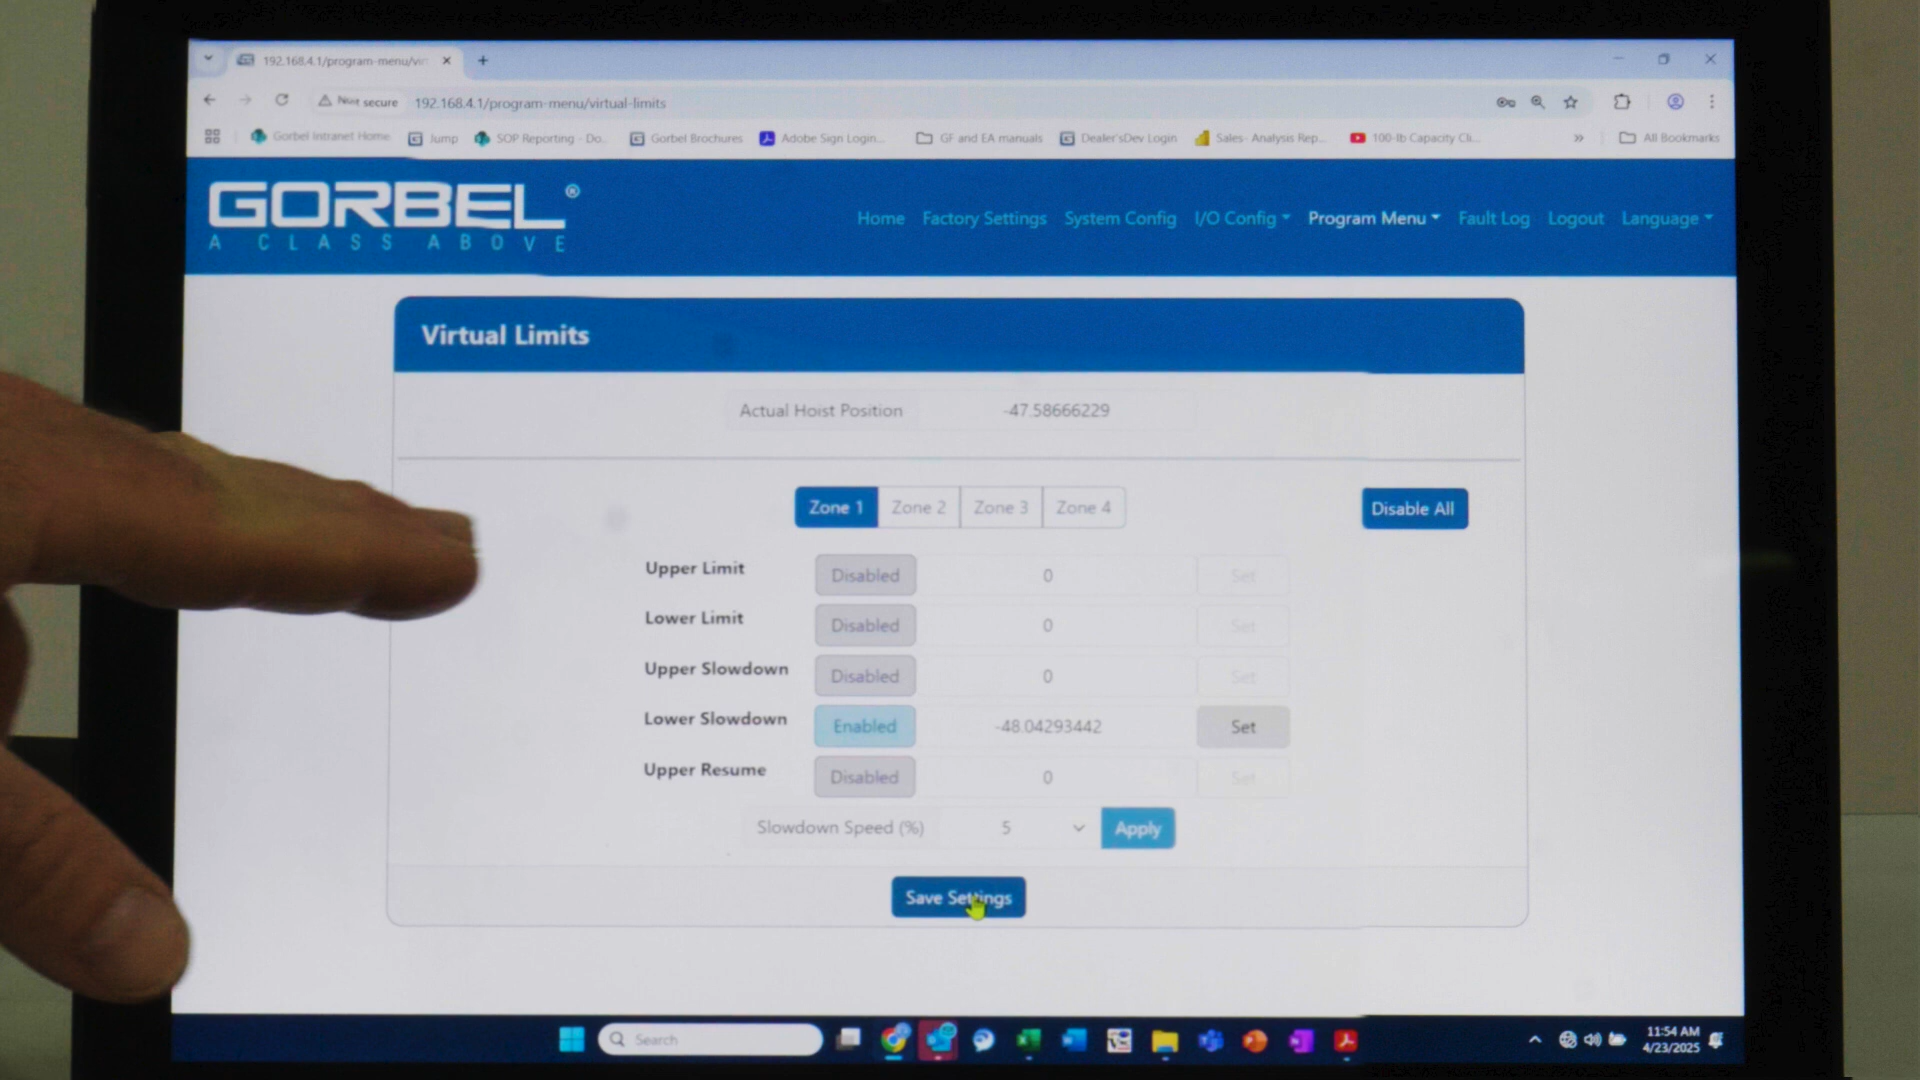 192.168.4.1/program-menu/vir
Not secure 192.168.4.1/program-menu/virtual-limits
Gorbel Intranet Home Jump SOP Reporting - Do... Gorbel Brochures Adobe Sign Login... GF and EA manuals Dealer'sDev Login Sales- Analysis Rep... 100-lb Capacity Cli... » All Bookmarks
GORBEL®
A CLASS ABOVE
Home Factory Settings System Config I/O Config Program Menu Fault Log Logout Language
Virtual Limits
Actual Hoist Position -47.58666229
Zone 1 Zone 2 Zone 3 Zone 4 Disable All
Upper Limit Disabled 0 Set
Lower Limit Disabled 0 Set
Upper Slowdown Disabled 0 Set
Lower Slowdown Enabled -48.04293442 Set
Upper Resume Disabled 0 Set
Slowdown Speed (%) 5 Apply
Save Settings
Search
11:54 AM
4/23/2025